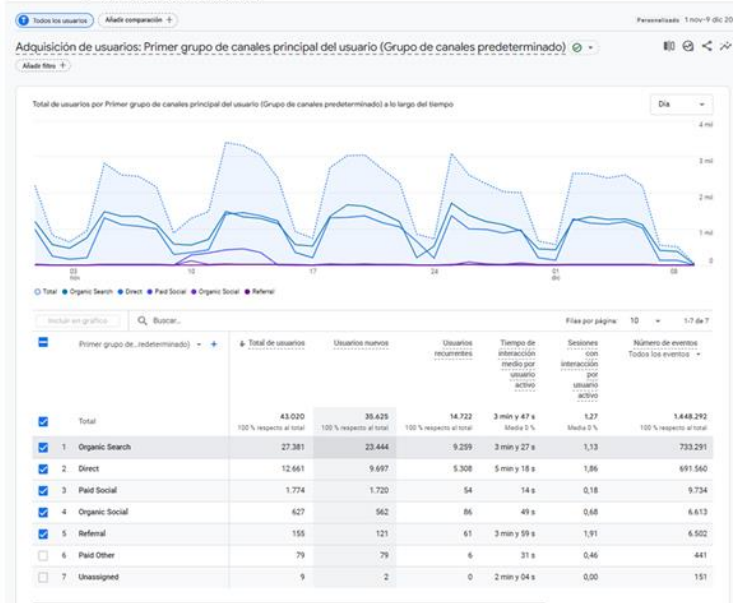 Todos los usuarios Añadir comparación +
Personalizado 1 nov-9 dic 20
Adquisición de usuarios: Primer grupo de canales principal del usuario (Grupo de canales predeterminado)
Añadir filtro +
Total de usuarios por Primer grupo de canales principal del usuario (Grupo de canales predeterminado) a lo largo del tiempo
Día
4 mil
3 mil
2 mil
1 mil
0
03 nov 10 17 24 01 dic 08
Total Organic Search Direct Paid Social Organic Social Referral
Incluir en gráfico Buscar... Filas por página: 10 1-7 de 7
Primer grupo de...redeterminado) + Total de usuarios Usuarios nuevos Usuarios recurrentes Tiempo de interacción medio por usuario activo Sesiones con interacción por usuario activo Número de eventos Todos los eventos
Total 43.020 35.625 14.722 3 min y 47 s 1,27 1.448.292
100 % respecto al total 100 % respecto al total 100 % respecto al total Media 0 % Media 0 % 100 % respecto al total
1 Organic Search 27.381 23.444 9.259 3 min y 27 s 1,13 733.291
2 Direct 12.661 9.697 5.308 5 min y 18 s 1,86 691.560
3 Paid Social 1.774 1.720 54 14 s 0,18 9.734
4 Organic Social 627 562 86 49 s 0,68 6.613
5 Referral 155 121 61 3 min y 59 s 1,91 6.502
6 Paid Other 79 79 6 31 s 0,46 441
7 Unassigned 9 2 0 2 min y 04 s 0,00 151